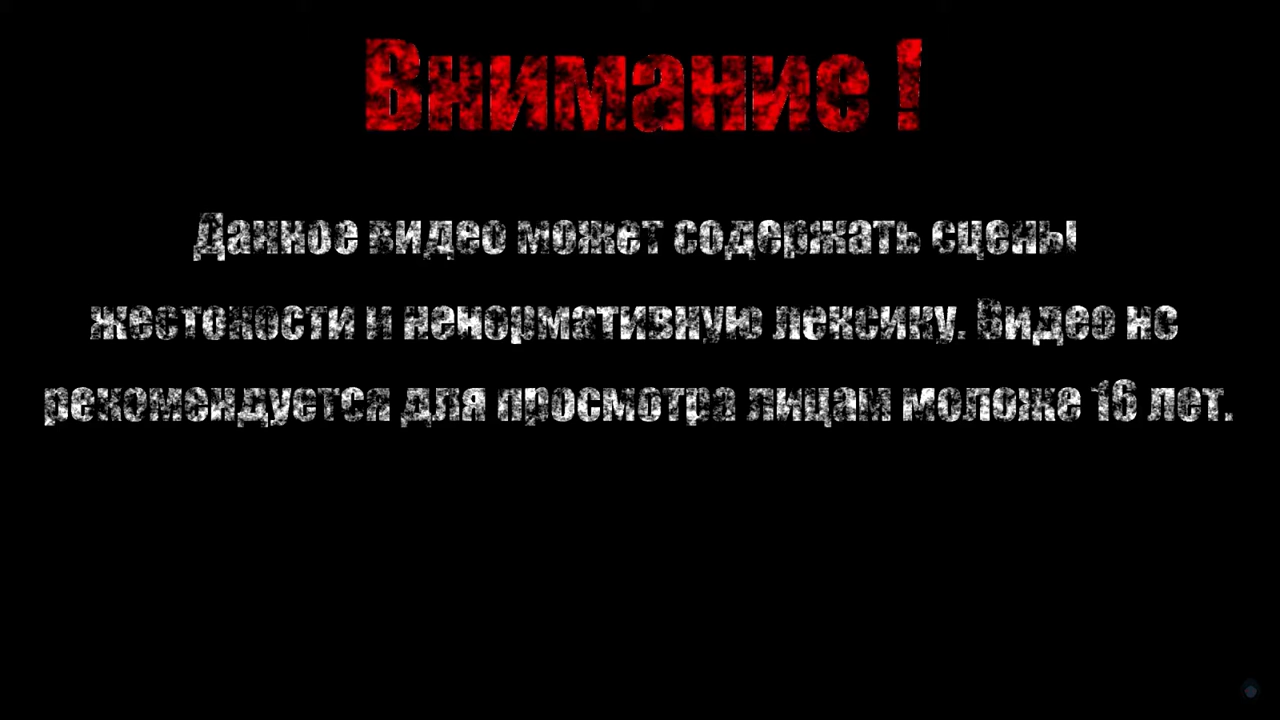 Внимание !
Данное видео может содержать сцены
жестокости и ненормативную лексику. Видео не
рекомендуется для просмотра лицам моложе 16 лет.